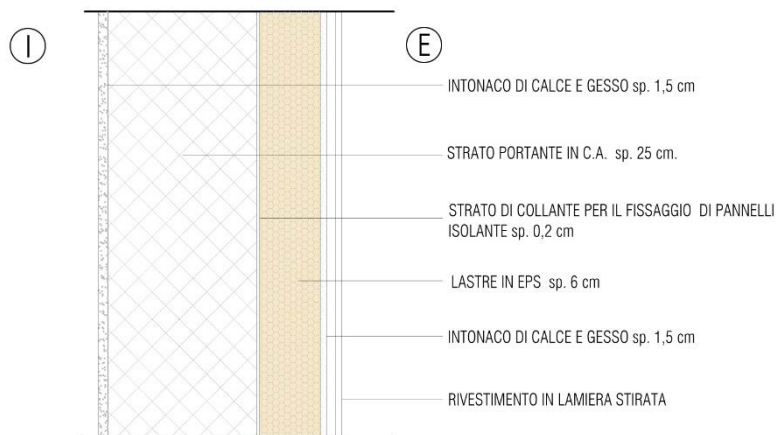 I
E
INTONACO DI CALCE E GESSO sp. 1,5 cm
STRATO PORTANTE IN C.A. sp. 25 cm.
STRATO DI COLLANTE PER IL FISSAGGIO DI PANNELLI
ISOLANTE sp. 0,2 cm
LASTRE IN EPS sp. 6 cm
INTONACO DI CALCE E GESSO sp. 1,5 cm
RIVESTIMENTO IN LAMIERA STIRATA